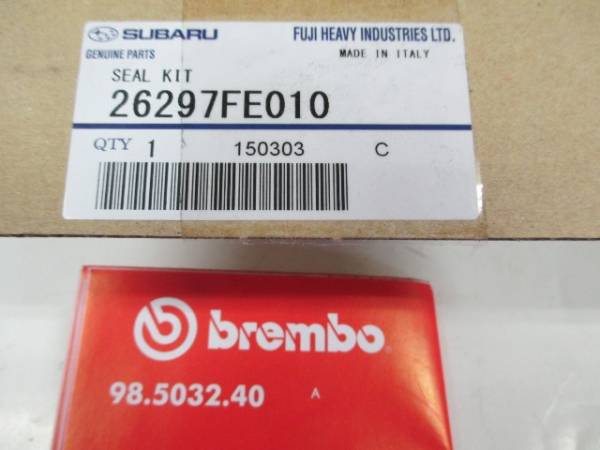 SUBARU FUJI HEAVY INDUSTRIES LTD.
GENUINE PARTS MADE IN ITALY
SEAL KIT
26297FE010
QTY 1 150303 C
brembo
98.5032.40 A